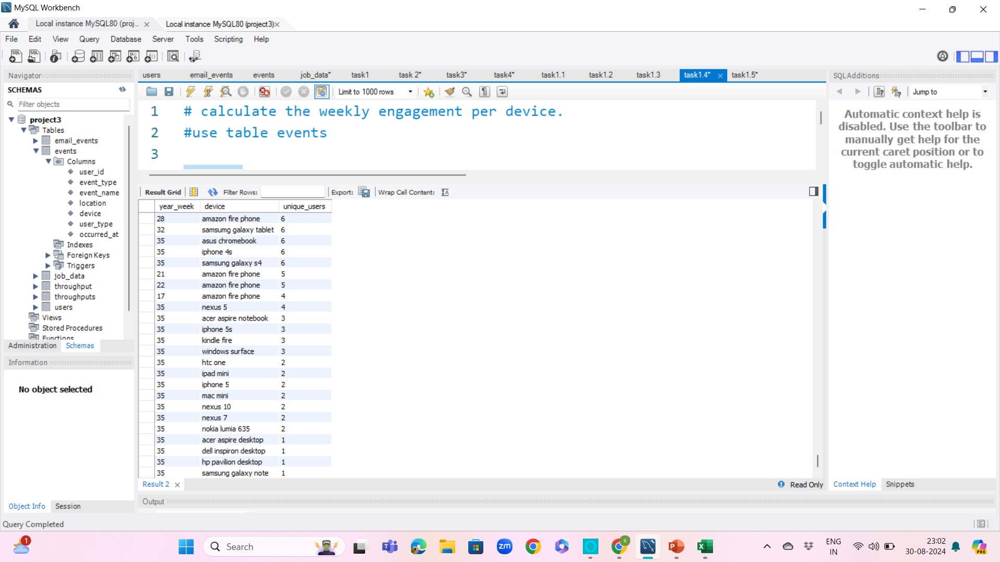 MySQL Workbench
Local instance MySQL80 (proj...
Local instance MySQL80 (project3)
File Edit View Query Database Server Tools Scripting Help
Navigator
SCHEMAS
Filter objects
project3
Tables
email_events
events
Columns
user_id
event_type
event_name
location
device
user_type
occurred_at
Indexes
Foreign Keys
Triggers
job_data
throughput
throughputs
users
Views
Stored Procedures
Functions
Administration Schemas
Information
No object selected
Object Info Session
Query Completed
users email_events events job_data* task1 task 2* task3* task4* task1.1 task1.2 task1.3 task1.4* task1.5*
Limit to 1000 rows
1 # calculate the weekly engagement per device.
2 #use table events
3
Result Grid Filter Rows: Export: Wrap Cell Content:
year_week device unique_users
28 amazon fire phone 6
32 samsumg galaxy tablet 6
35 asus chromebook 6
35 iphone 4s 6
35 samsung galaxy s4 6
21 amazon fire phone 5
22 amazon fire phone 5
17 amazon fire phone 4
35 nexus 5 4
35 acer aspire notebook 3
35 iphone 5s 3
35 kindle fire 3
35 windows surface 3
35 htc one 2
35 ipad mini 2
35 iphone 5 2
35 mac mini 2
35 nexus 10 2
35 nexus 7 2
35 nokia lumia 635 2
35 acer aspire desktop 1
35 dell inspiron desktop 1
35 hp pavilion desktop 1
35 samsung galaxy note 1
Result 2
Read Only
Output
SQLAdditions
Jump to
Automatic context help is
disabled. Use the toolbar to
manually get help for the
current caret position or to
toggle automatic help.
Context Help Snippets
1
Search
zm
S
ENG
IN
23:02
30-08-2024
PRE